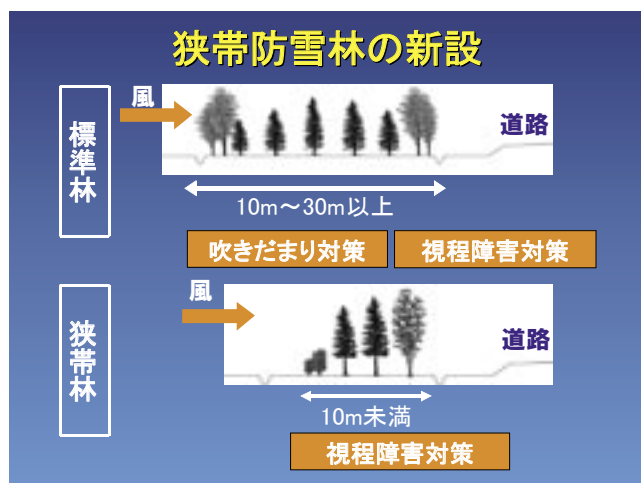 狭帯防雪林の新設
標準林
風
道路
10m～30m以上
吹きだまり対策
視程障害対策
狭帯林
風
道路
10m未満
視程障害対策